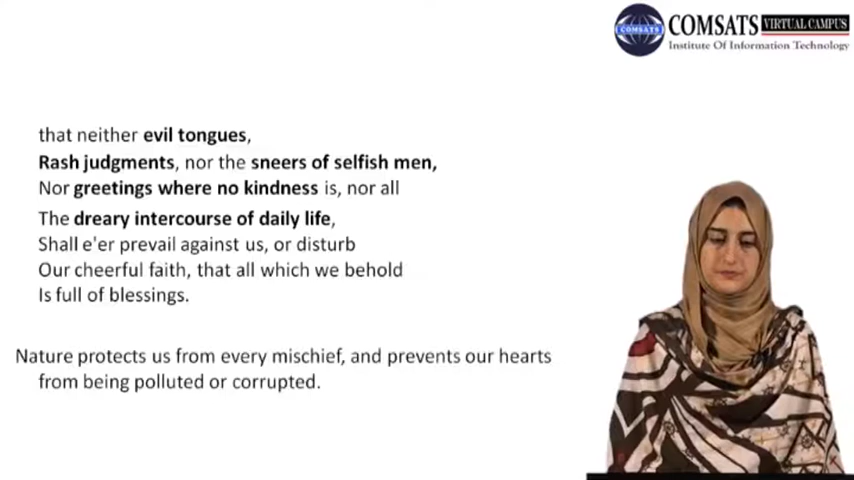 COMSATS
COMSATS VIRTUAL CAMPUS
Institute Of Information Technology
that neither evil tongues,
Rash judgments, nor the sneers of selfish men,
Nor greetings where no kindness is, nor all
The dreary intercourse of daily life,
Shall e'er prevail against us, or disturb
Our cheerful faith, that all which we behold
Is full of blessings.
Nature protects us from every mischief, and prevents our hearts
from being polluted or corrupted.